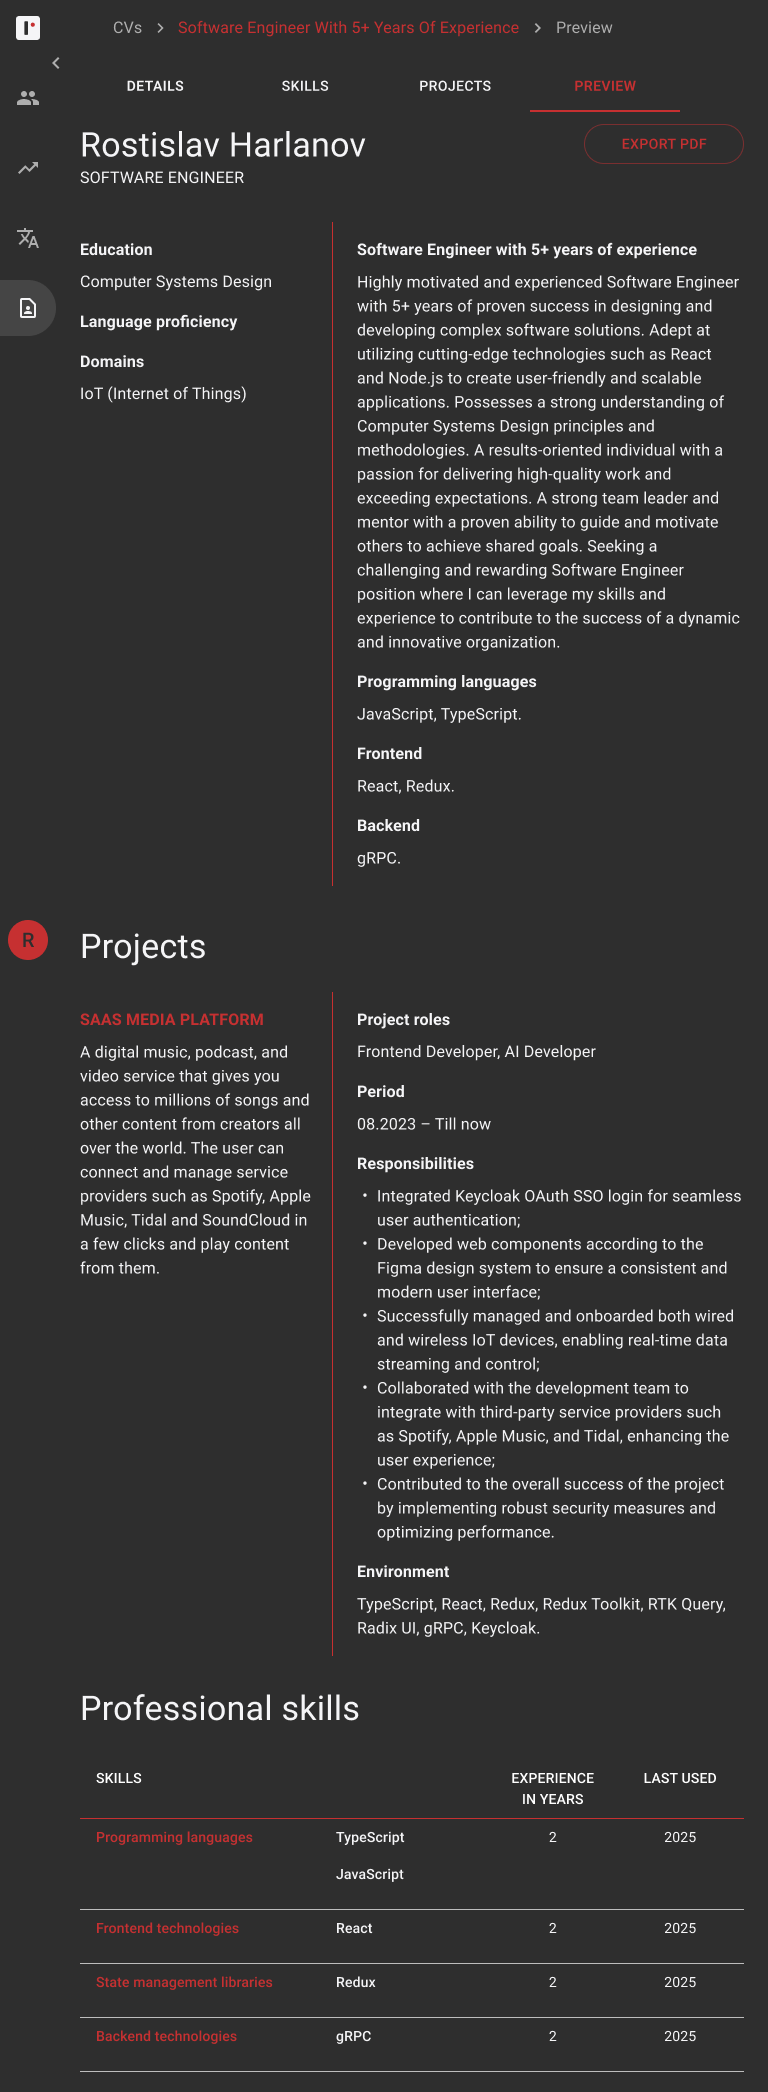 CVs > Software Engineer With 5+ Years Of Experience > Preview
DETAILS SKILLS PROJECTS PREVIEW
Rostislav Harlanov
EXPORT PDF
SOFTWARE ENGINEER
Education
Computer Systems Design
Language proficiency
Domains
IoT (Internet of Things)
Software Engineer with 5+ years of experience
Highly motivated and experienced Software Engineer
with 5+ years of proven success in designing and
developing complex software solutions. Adept at
utilizing cutting-edge technologies such as React
and Node.js to create user-friendly and scalable
applications. Possesses a strong understanding of
Computer Systems Design principles and
methodologies. A results-oriented individual with a
passion for delivering high-quality work and
exceeding expectations. A strong team leader and
mentor with a proven ability to guide and motivate
others to achieve shared goals. Seeking a
challenging and rewarding Software Engineer
position where I can leverage my skills and
experience to contribute to the success of a dynamic
and innovative organization.
Programming languages
JavaScript, TypeScript.
Frontend
React, Redux.
Backend
gRPC.
R
Projects
SAAS MEDIA PLATFORM
A digital music, podcast, and
video service that gives you
access to millions of songs and
other content from creators all
over the world. The user can
connect and manage service
providers such as Spotify, Apple
Music, Tidal and SoundCloud in
a few clicks and play content
from them.
Project roles
Frontend Developer, AI Developer
Period
08.2023 – Till now
Responsibilities
• Integrated Keycloak OAuth SSO login for seamless
user authentication;
• Developed web components according to the
Figma design system to ensure a consistent and
modern user interface;
• Successfully managed and onboarded both wired
and wireless IoT devices, enabling real-time data
streaming and control;
• Collaborated with the development team to
integrate with third-party service providers such
as Spotify, Apple Music, and Tidal, enhancing the
user experience;
• Contributed to the overall success of the project
by implementing robust security measures and
optimizing performance.
Environment
TypeScript, React, Redux, Redux Toolkit, RTK Query,
Radix UI, gRPC, Keycloak.
Professional skills
SKILLS EXPERIENCE LAST USED
IN YEARS
Programming languages TypeScript 2 2025
JavaScript
Frontend technologies React 2 2025
State management libraries Redux 2 2025
Backend technologies gRPC 2 2025